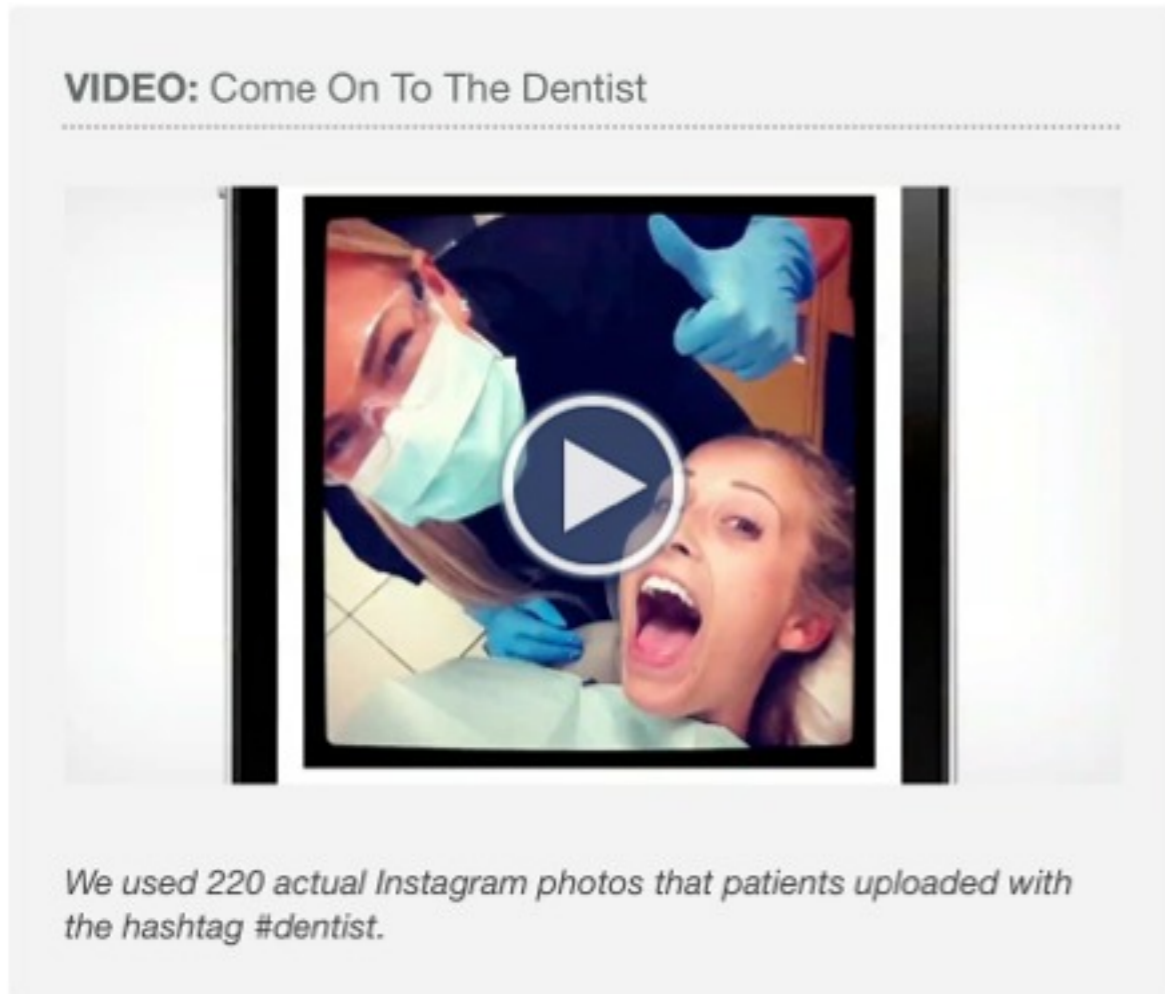 VIDEO: Come On To The Dentist
We used 220 actual Instagram photos that patients uploaded with
the hashtag #dentist.